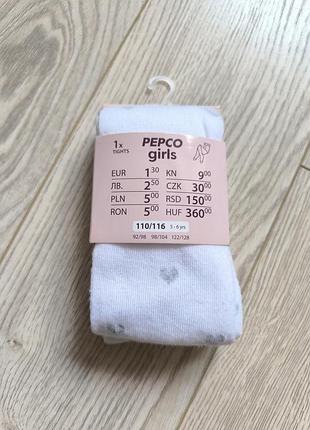 1x
TIGHTS
PEPCO
girls
EUR 1 30 KN 9 00
ЛВ. 2 50 CZK 30 00
PLN 5 00 RSD 150 00
RON 5 00 HUF 360 00
110/116 5 - 6 yrs
92/98 98/104 122/128